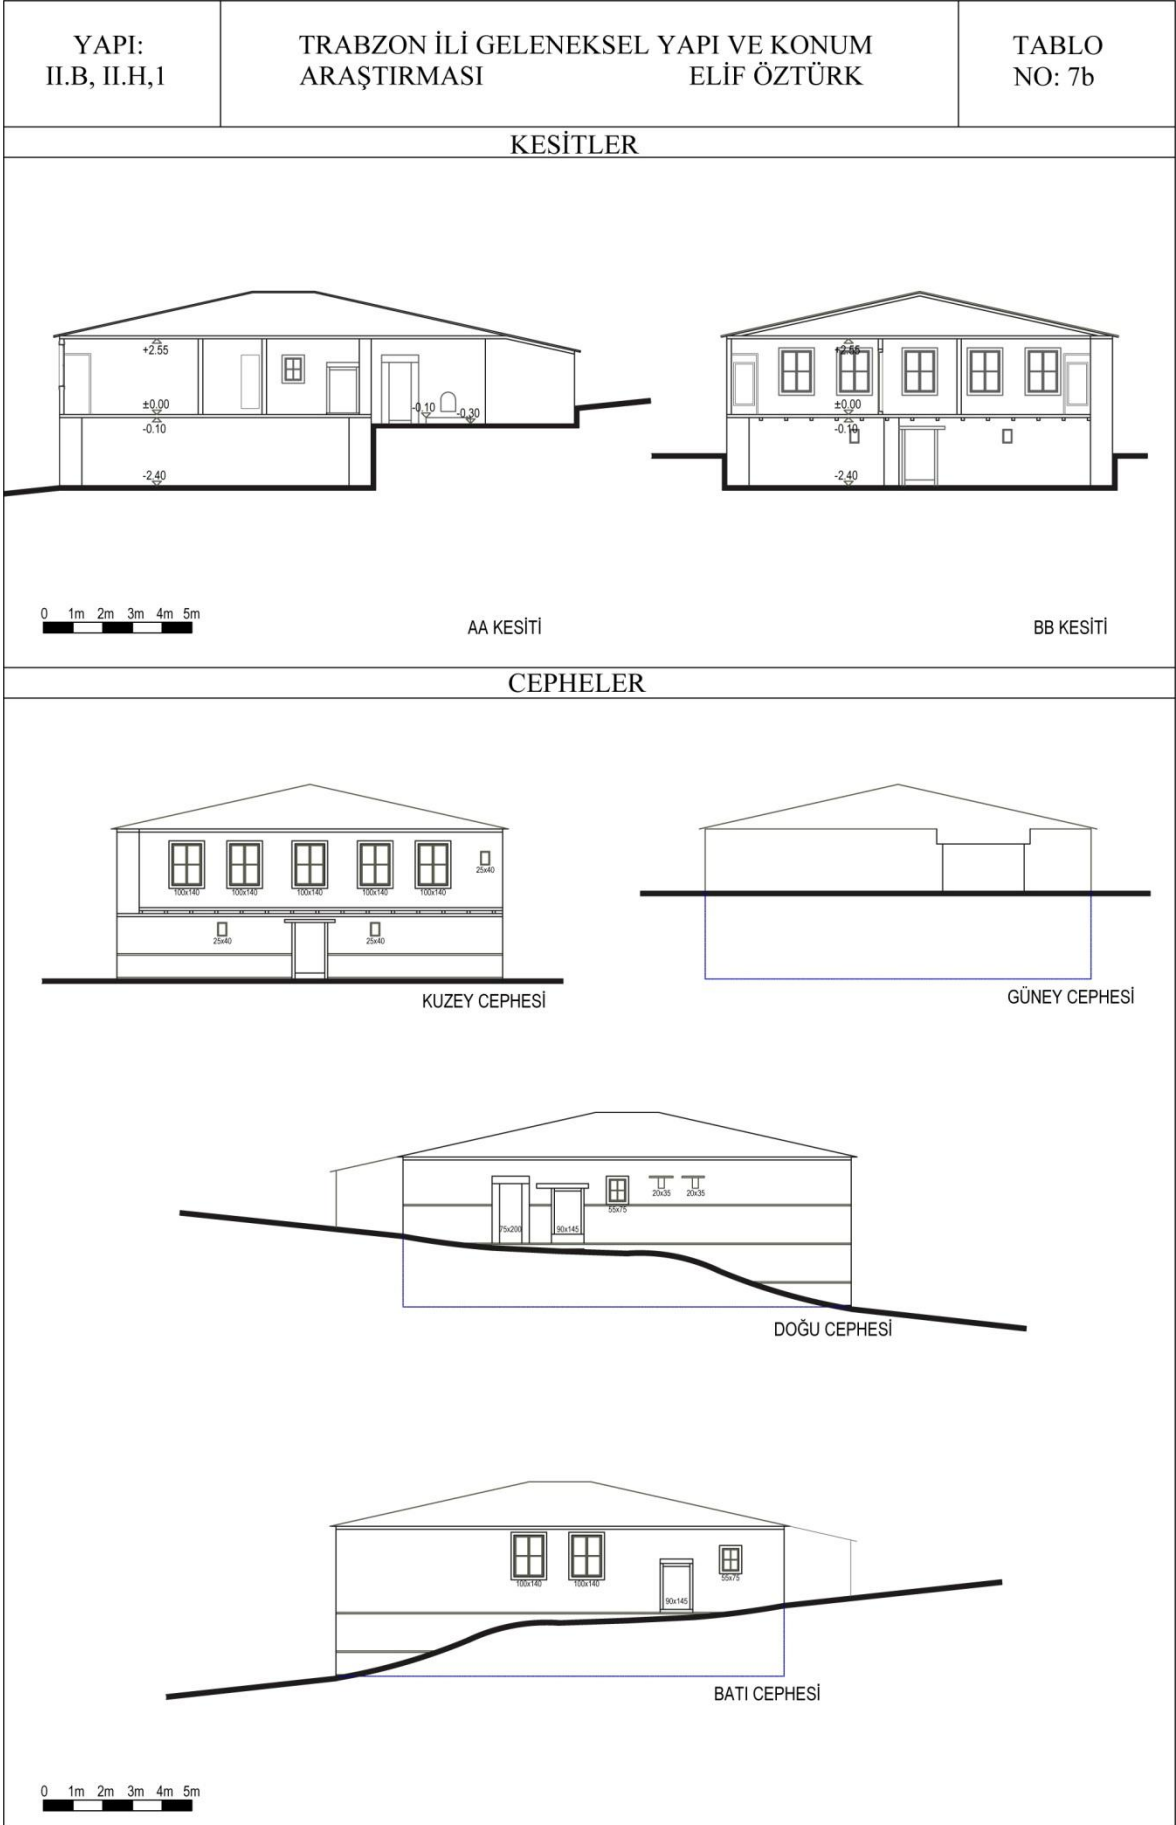 YAPI:
II.B, II.H,1
TRABZON İLİ GELENEKSEL YAPI VE KONUM
ARAŞTIRMASI ELİF ÖZTÜRK
TABLO
NO: 7b
KESİTLER
+2.55
±0.00
-0.10
-2.40
-0.10
-0.30
+2.55
±0.00
-0.10
-2.40
0 1m 2m 3m 4m 5m
AA KESİTİ
BB KESİTİ
CEPHELER
100x140 100x140 100x140 100x140 100x140
25x40
25x40 25x40
KUZEY CEPHESİ
GÜNEY CEPHESİ
75x200
90x145
55x75
20x35 20x35
DOĞU CEPHESİ
100x140 100x140
90x145
55x75
BATI CEPHESİ
0 1m 2m 3m 4m 5m